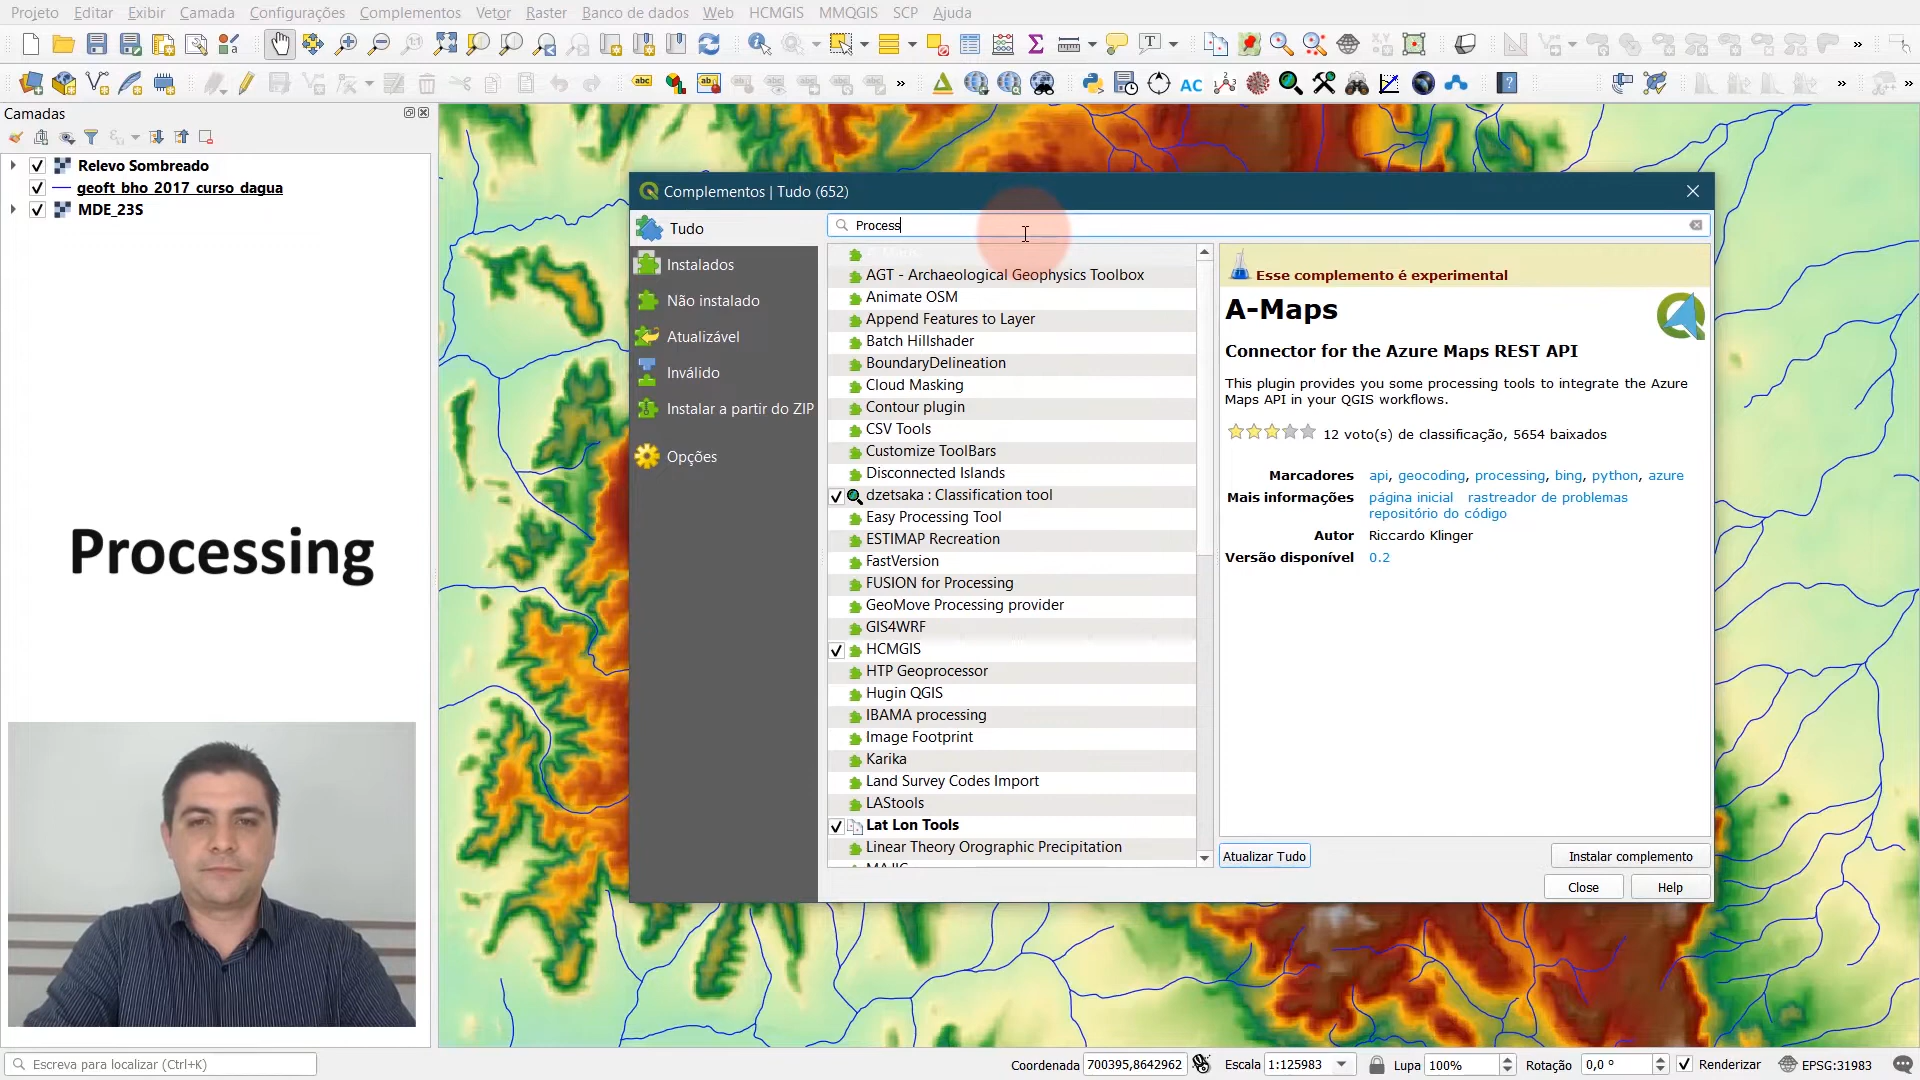 Projeto Editar Exibir Camada Configurações Complementos Vetor Raster Banco de dados Web HCMGIS MMQGIS SCP Ajuda
Camadas
Relevo Sombreado
geoft_bho_2017_curso_dagua
MDE_23S
Processing
Complementos | Tudo (652)
Tudo
Instalados
Não instalado
Atualizável
Inválido
Instalar a partir do ZIP
Opções
Process
AGT - Archaeological Geophysics Toolbox
Animate OSM
Append Features to Layer
Batch Hillshader
BoundaryDelineation
Cloud Masking
Contour plugin
CSV Tools
Customize ToolBars
Disconnected Islands
dzetsaka : Classification tool
Easy Processing Tool
ESTIMAP Recreation
FastVersion
FUSION for Processing
GeoMove Processing provider
GIS4WRF
HCMGIS
HTP Geoprocessor
Hugin QGIS
IBAMA processing
Image Footprint
Karika
Land Survey Codes Import
LAStools
Lat Lon Tools
Linear Theory Orographic Precipitation
Esse complemento é experimental
A-Maps
Connector for the Azure Maps REST API
This plugin provides you some processing tools to integrate the Azure
Maps API in your QGIS workflows.
12 voto(s) de classificação, 5654 baixados
Marcadores api, geocoding, processing, bing, python, azure
Mais informações página inicial rastreador de problemas
repositório do código
Autor Riccardo Klinger
Versão disponível 0.2
Atualizar Tudo
Instalar complemento
Close
Help
Escreva para localizar (Ctrl+K)
Coordenada 700395,8642962 Escala 1:125983 Lupa 100% Rotação 0,0 ° Renderizar EPSG:31983